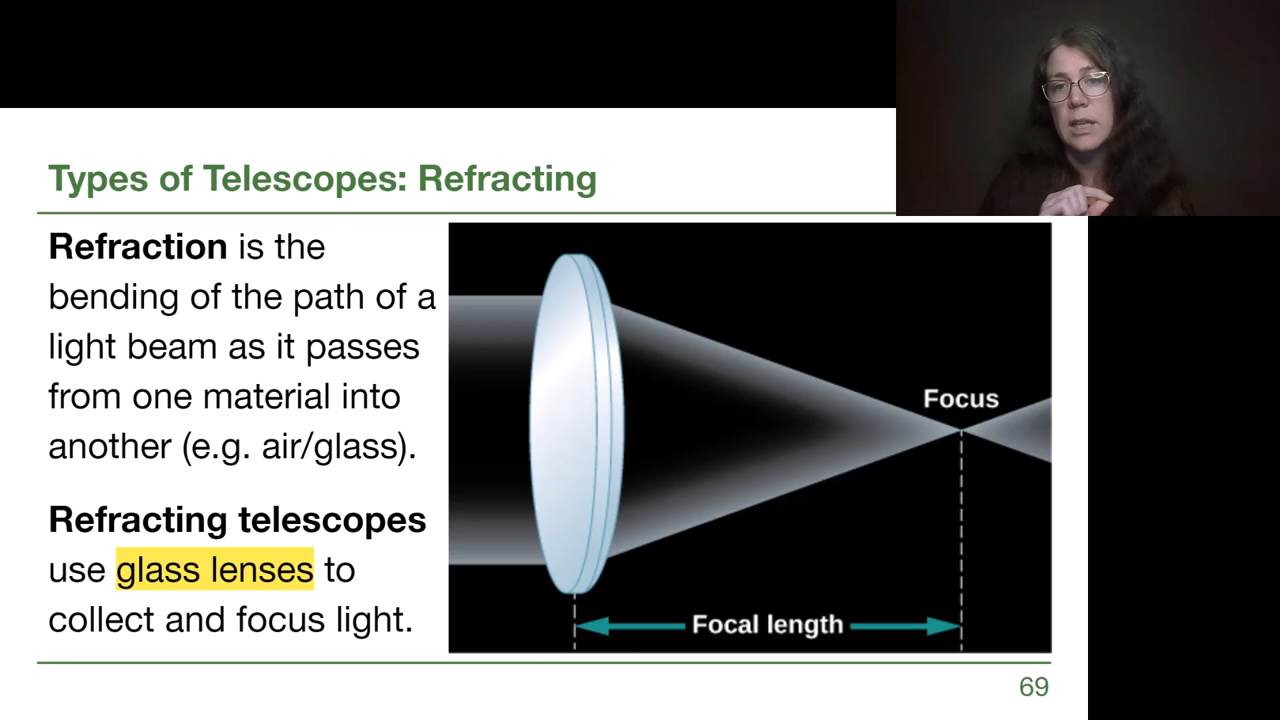 Types of Telescopes: Refracting
Refraction is the
bending of the path of a
light beam as it passes
from one material into
another (e.g. air/glass).
Refracting telescopes
use glass lenses to
collect and focus light.
Focus
Focal length
69